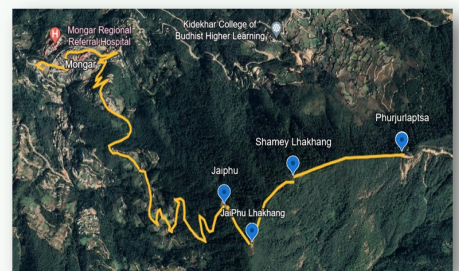 Mongar Regional
Referral Hospital
Kidekhar College of
Budhist Higher Learning
Mongar
Phurjurlaptsa
Shamey Lhakhang
Jaiphu
JaiPhu Lhakhang